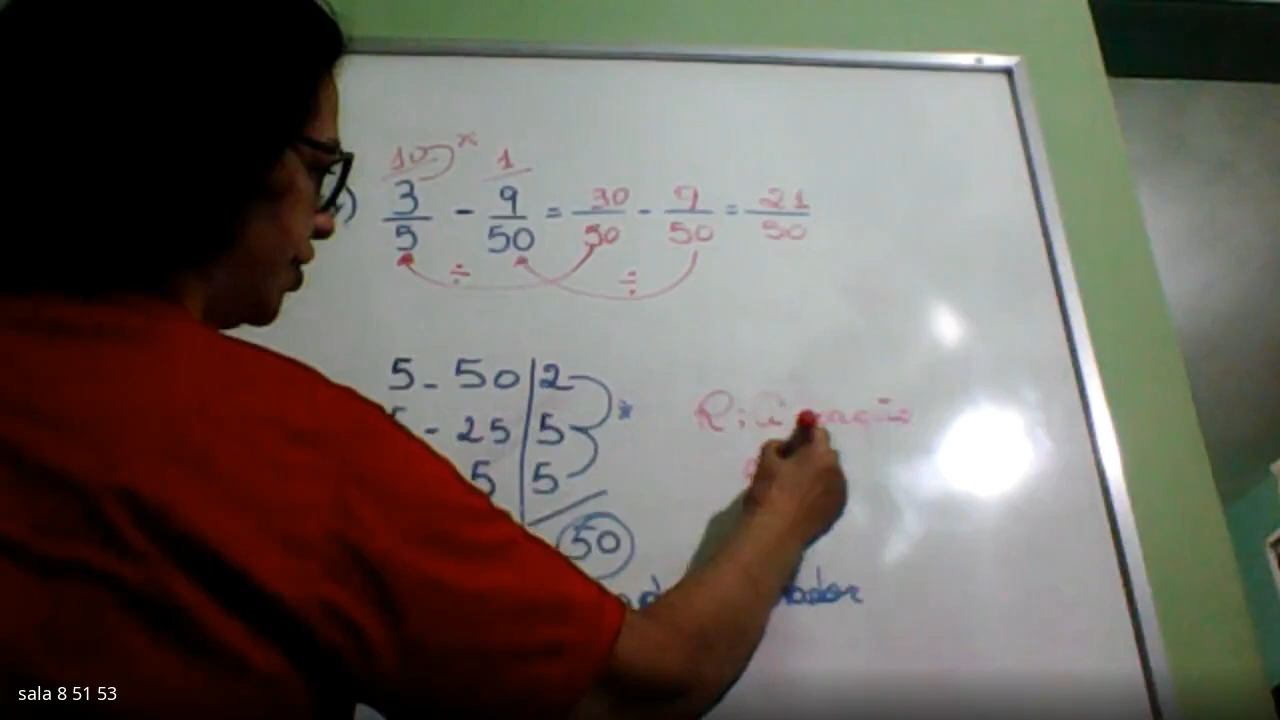 10 x 1
3/5 - 9/50 = 30/50 - 9/50 = 21/50
÷ ÷
5 - 50 | 2
- 25 | 5
5 | 5
50
R:
sala 8 51 53